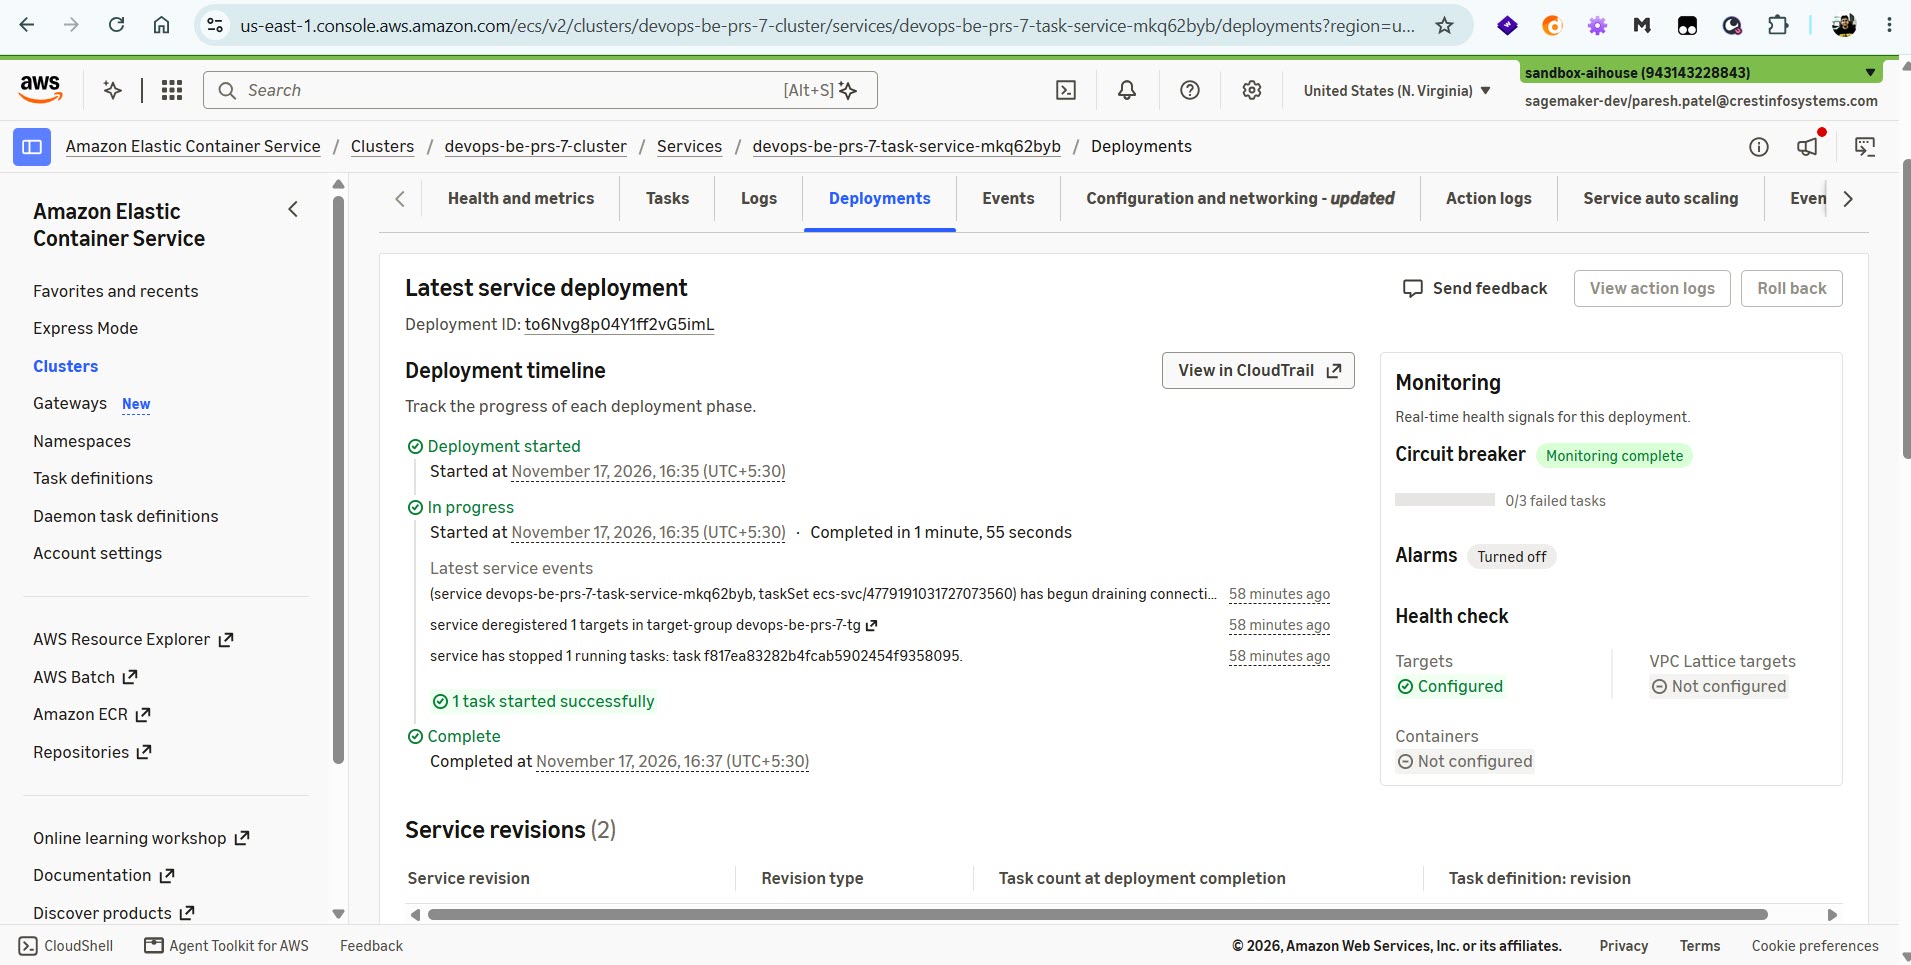 us-east-1.console.aws.amazon.com/ecs/v2/clusters/devops-be-prs-7-cluster/services/devops-be-prs-7-task-service-mkq62byb/deployments?region=u...
aws
Search [Alt+S]
United States (N. Virginia)
sandbox-aihouse (943143228843)
sagemaker-dev/paresh.patel@crestinfosystems.com
Amazon Elastic Container Service / Clusters / devops-be-prs-7-cluster / Services / devops-be-prs-7-task-service-mkq62byb / Deployments
Amazon Elastic
Container Service
Favorites and recents
Express Mode
Clusters
Gateways New
Namespaces
Task definitions
Daemon task definitions
Account settings
AWS Resource Explorer
AWS Batch
Amazon ECR
Repositories
Online learning workshop
Documentation
Discover products
Health and metrics
Tasks
Logs
Deployments
Events
Configuration and networking - updated
Action logs
Service auto scaling
Even
Latest service deployment
Send feedback
View action logs
Roll back
Deployment ID: to6Nvg8p04Y1ff2vG5imL
Deployment timeline
View in CloudTrail
Track the progress of each deployment phase.
Deployment started
Started at November 17, 2026, 16:35 (UTC+5:30)
In progress
Started at November 17, 2026, 16:35 (UTC+5:30) · Completed in 1 minute, 55 seconds
Latest service events
(service devops-be-prs-7-task-service-mkq62byb, taskSet ecs-svc/4779191031727073560) has begun draining connecti... 58 minutes ago
service deregistered 1 targets in target-group devops-be-prs-7-tg 58 minutes ago
service has stopped 1 running tasks: task f817ea83282b4fcab5902454f9358095. 58 minutes ago
1 task started successfully
Complete
Completed at November 17, 2026, 16:37 (UTC+5:30)
Monitoring
Real-time health signals for this deployment.
Circuit breaker Monitoring complete
0/3 failed tasks
Alarms Turned off
Health check
Targets
Configured
VPC Lattice targets
Not configured
Containers
Not configured
Service revisions (2)
Service revision
Revision type
Task count at deployment completion
Task definition: revision
CloudShell
Agent Toolkit for AWS
Feedback
© 2026, Amazon Web Services, Inc. or its affiliates.
Privacy
Terms
Cookie preferences